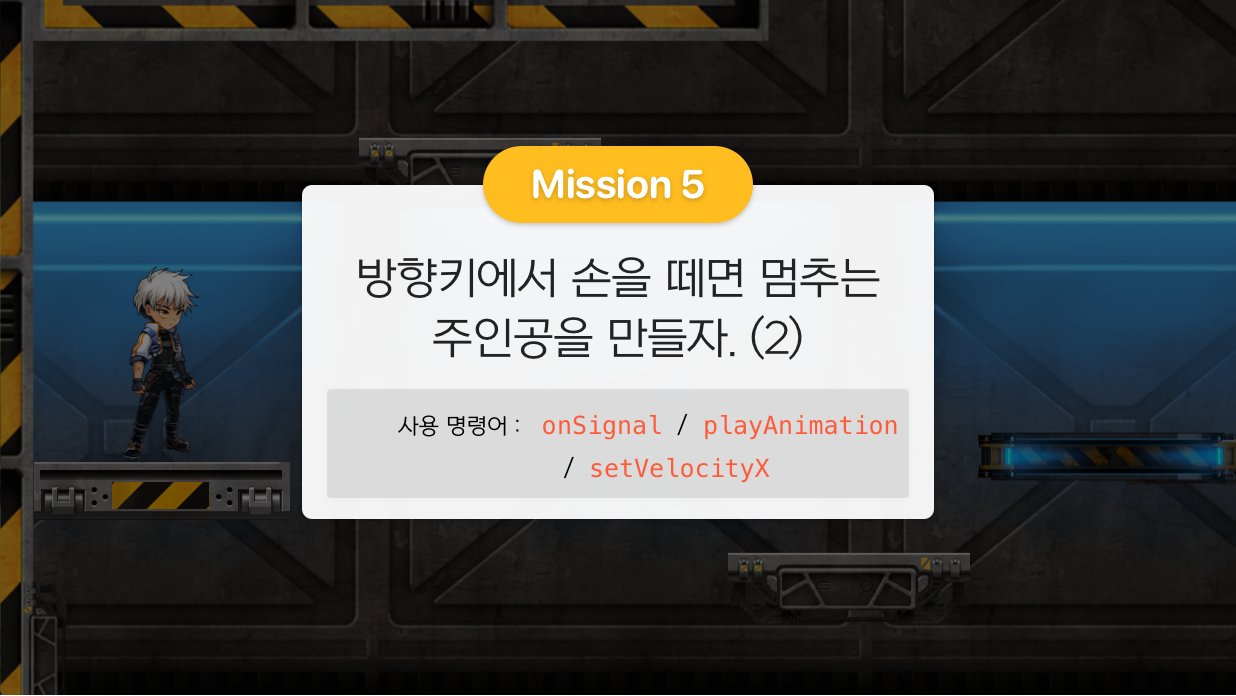 Mission 5
방향키에서 손을 떼면 멈추는
주인공을 만들자. (2)
사용 명령어 : onSignal / playAnimation
/ setVelocityX